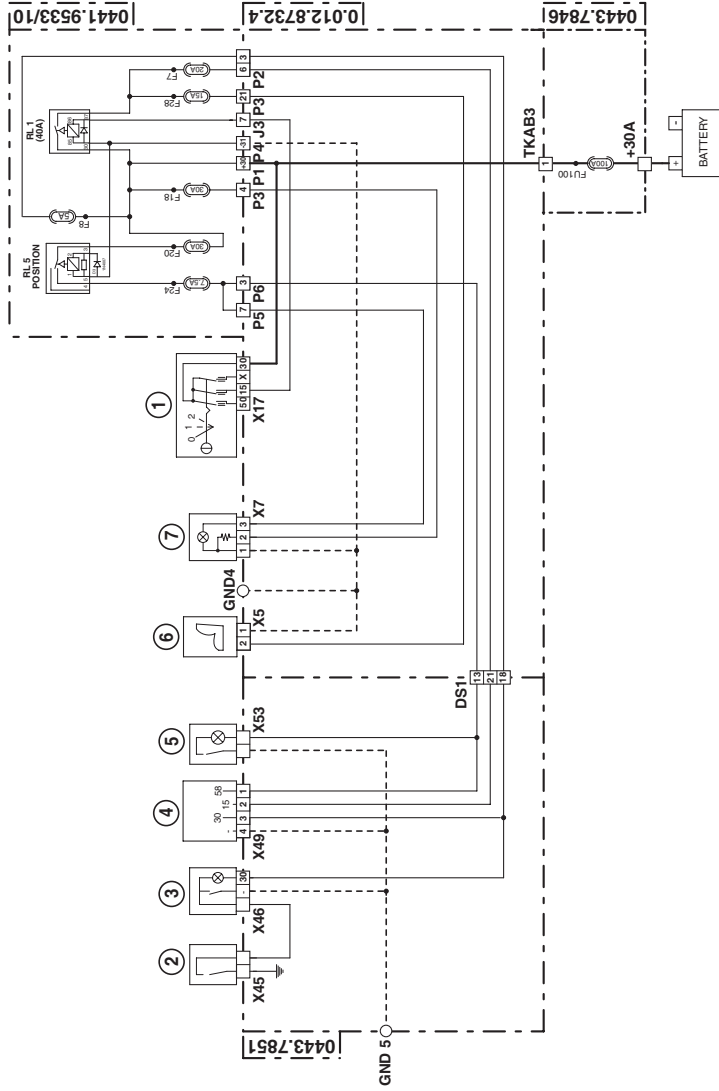 0441.9533/10
0.012.8732.4
0443.7846
RL 1
(40A)
86
85
30
F7
20A
F28
15A
F8
5A
F18
30A
RL 5
POSITION
F20
30A
F24
7.5A
3
6
P2
21
P3
7
J3
-31
P4
+30
P1
4
P3
3
P6
7
P5
TKAB3
1
FU100
100A
+30A
+
-
BATTERY
1
0
1
2
50
15
X
30
X17
7
1
2
3
X7
GND4
6
2
1
X5
DS1
13
21
18
5
X53
4
-
30
15
58
4
3
2
1
X49
3
-
30
X46
2
X45
0443.7851
GND 5